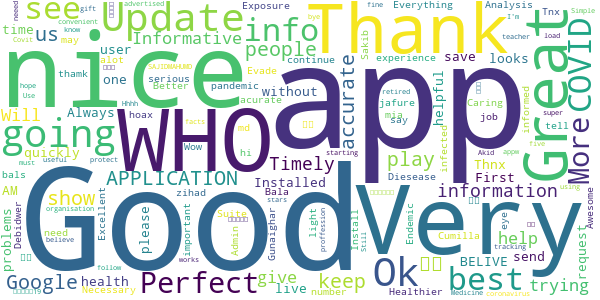 nice
app
Good
Very
WHO
Thank
Great
Update
going
see
info
us
time
Informative
people
COVID
More
accurate
best
Ok
Perfect
APPLICATION
Timely
play
information
Google
show
keep
give
help
helpful
trying
Will
quickly
Always
user
one
serious
pandemic
without
Installed
experience
save
looks
Everything
Exposure
Evade
Sakib
continue
Analysis
I'm
Tnx
Simple
advertised
gift
convenient
bye
fine
know
may
thamk
alot
Better
hoax
md
hi
zihad
Bala
jafure
mia
say
infected
Caring
job
informed
tell
teacher
load
super
five
using
Awesome
request
Thnx
First
Diesease
Akid
retired
starting
BELIVE
send
eye
Endemic
Cumilla
light
proffession
Still
Install
Gunaighar
stars
Suite
Admin
live
number
Healthier
Medicine
coronavirus
tracking
please
important
Excellent
Debidwer
problems
AM
bals
need
health
Necessary
organisation
believe
follow
works
must
useful
protect
facts
Wow
Hhhh
hope
Use
Covit